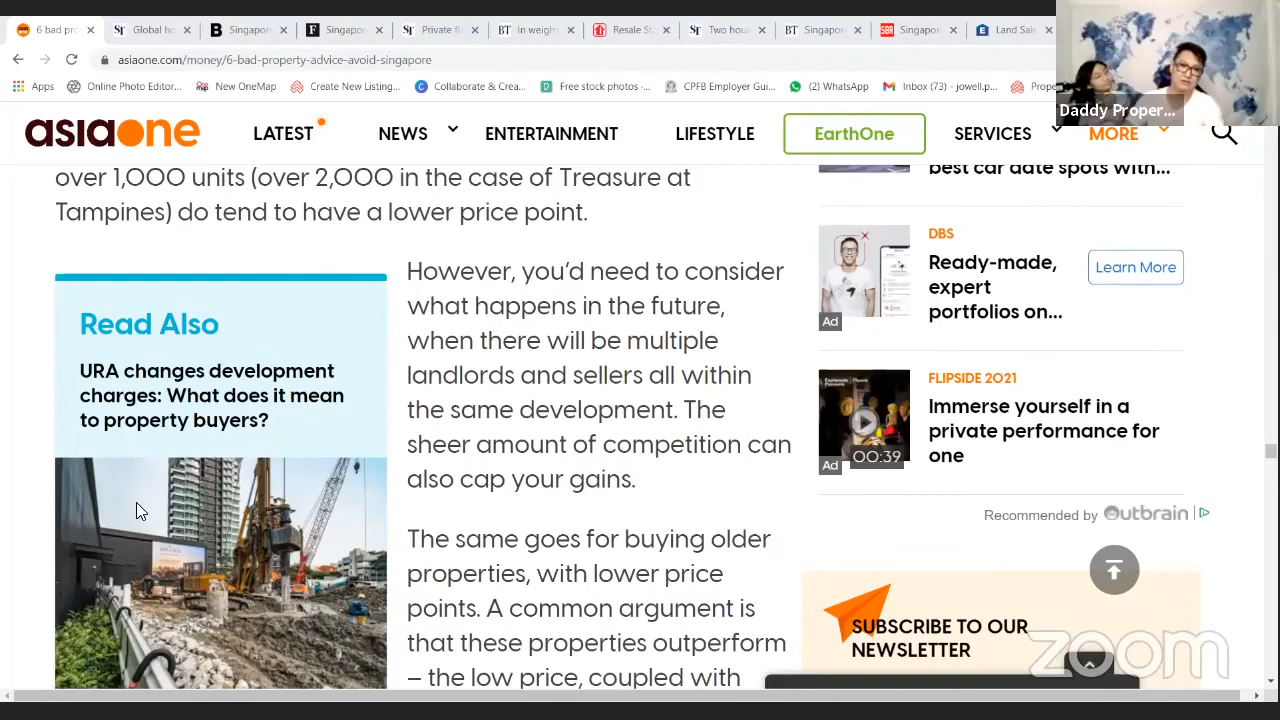 6 bad pro
Global ho
Singapor
Singapor
Private fl
In weight
Resale St
Two hou
Singapor
Singapor
Land Sal
asiaone.com/money/6-bad-property-advice-avoid-singapore
Apps
Online Photo Editor...
New OneMap
Create New Listing...
Collaborate & Crea...
Free stock photos -...
CPFB Employer Gui...
(2) WhatsApp
Inbox (73) - jowell.p...
Prope
Daddy Proper...
asiaone
LATEST
NEWS
ENTERTAINMENT
LIFESTYLE
EarthOne
SERVICES
MORE
over 1,000 units (over 2,000 in the case of Treasure at
Tampines) do tend to have a lower price point.
Read Also
URA changes development
charges: What does it mean
to property buyers?
However, you'd need to consider
what happens in the future,
when there will be multiple
landlords and sellers all within
the same development. The
sheer amount of competition can
also cap your gains.
The same goes for buying older
properties, with lower price
points. A common argument is
that these properties outperform
– the low price, coupled with
best car date spots with...
DBS
Ready-made,
expert
portfolios on...
Learn More
Ad
FLIPSIDE 2021
Immerse yourself in a
private performance for
one
Ad
00:39
Recommended by Outbrain
SUBSCRIBE TO OUR
NEWSLETTER
zoom